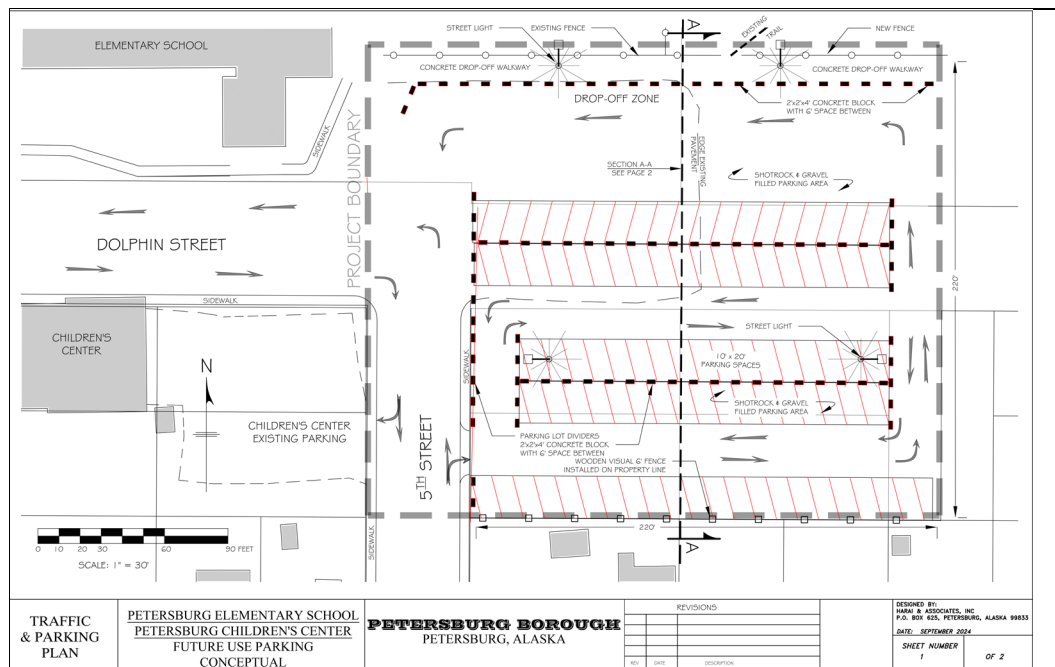 ELEMENTARY SCHOOL
STREET LIGHT
EXISTING FENCE
A
EXISTING
TRAIL
NEW FENCE
CONCRETE DROP-OFF WALKWAY
CONCRETE DROP-OFF WALKWAY
DROP-OFF ZONE
2'x2'x4' CONCRETE BLOCK
WITH 6' SPACE BETWEEN
SIDEWALK
PROJECT BOUNDARY
SECTION A-A
SEE PAGE 2
EDGE EXISTING
PAVEMENT
SHOTROCK & GRAVEL
FILLED PARKING AREA
DOLPHIN STREET
220'
SIDEWALK
CHILDREN'S
CENTER
STREET LIGHT
10' x 20'
PARKING SPACES
SIDEWALK
N
SHOTROCK & GRAVEL
FILLED PARKING AREA
CHILDREN'S CENTER
EXISTING PARKING
5TH STREET
PARKING LOT DIVIDERS
2'x2'x4' CONCRETE BLOCK
WITH 6' SPACE BETWEEN
WOODEN VISUAL 6' FENCE
INSTALLED ON PROPERTY LINE
220'
A
SIDEWALK
0 10 20 30 60 90 FEET
SCALE: 1" = 30'
TRAFFIC
& PARKING
PLAN
PETERSBURG ELEMENTARY SCHOOL
PETERSBURG CHILDREN'S CENTER
FUTURE USE PARKING
CONCEPTUAL
PETERSBURG BOROUGH
PETERSBURG, ALASKA
REVISIONS
REV DATE DESCRIPTION
DESIGNED BY:
HARAI & ASSOCIATES, INC
P.O. BOX 625, PETERSBURG, ALASKA 99833
DATE: SEPTEMBER 2024
SHEET NUMBER
1 OF 2